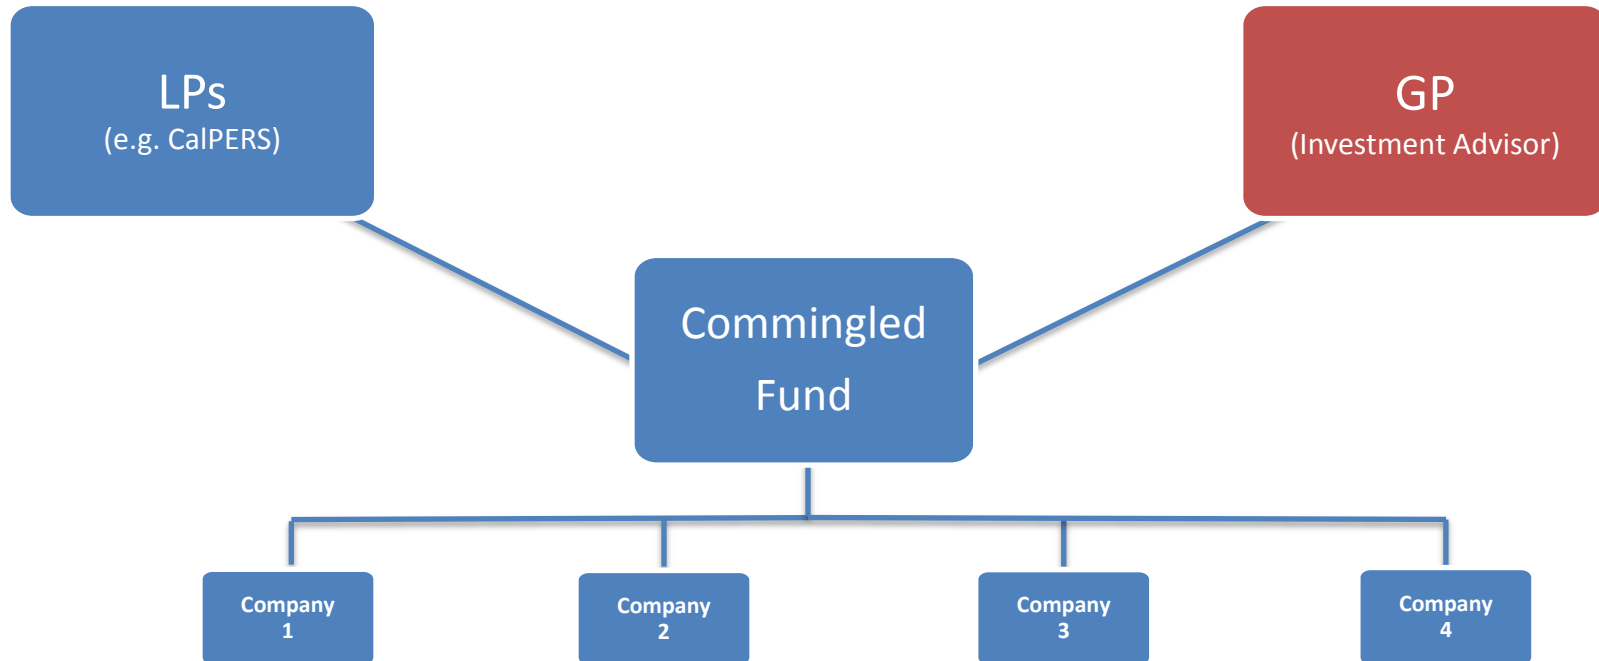 LPs
(e.g. CalPERS)
GP
(Investment Advisor)
Commingled
Fund
Company
1
Company
2
Company
3
Company
4